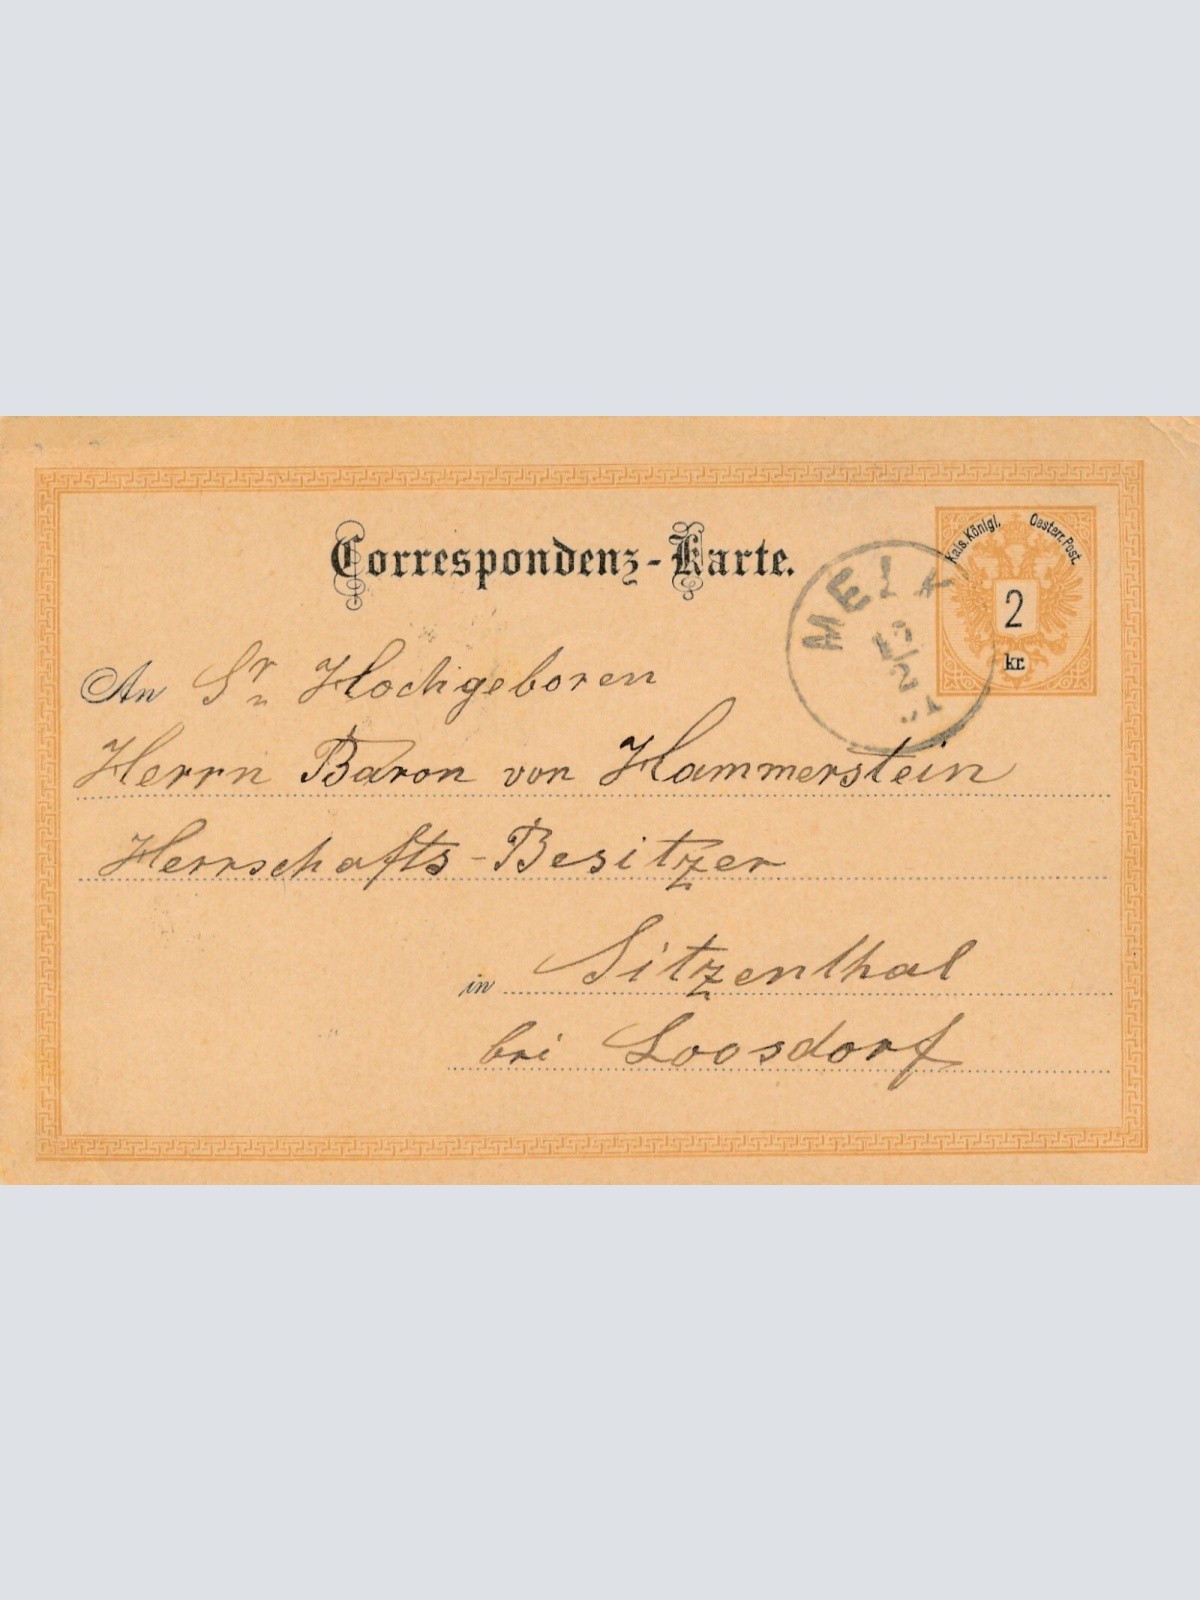 Correspondenz-Karte.
Kais. Königl. Oesterr. Post.
2
kr.
MELK
An Sr Hochgeboren
Herrn Baron von Hammerstein
Herrschafts-Besitzer
in Sitzenthal
bei Loosdorf